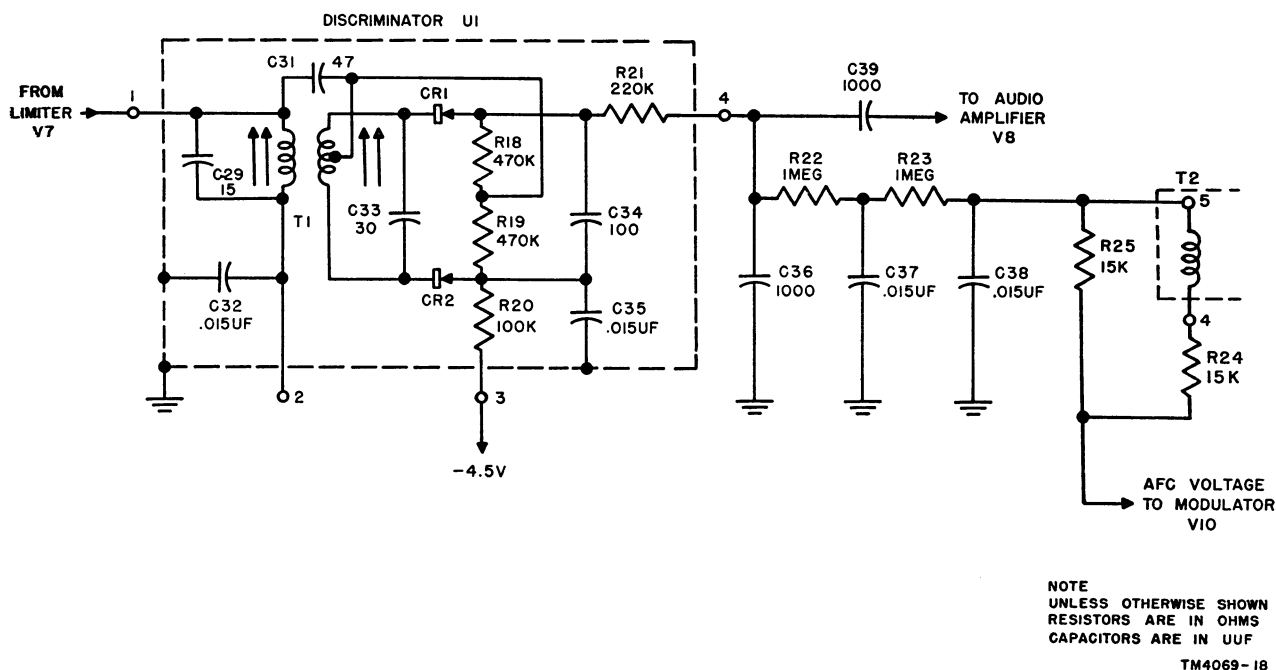 DISCRIMINATOR U1
FROM
LIMITER
V7
1
C31
47
C29
15
T1
C32
.015UF
2
CR1
C33
30
CR2
R18
470K
R19
470K
R20
100K
3
-4.5V
C34
100
C35
.015UF
R21
220K
4
C39
1000
TO AUDIO
AMPLIFIER
V8
R22
1MEG
R23
1MEG
C36
1000
C37
.015UF
C38
.015UF
R25
15K
T2
5
4
R24
15K
AFC VOLTAGE
TO MODULATOR
V10
NOTE
UNLESS OTHERWISE SHOWN
RESISTORS ARE IN OHMS
CAPACITORS ARE IN UUF
TM4069-18